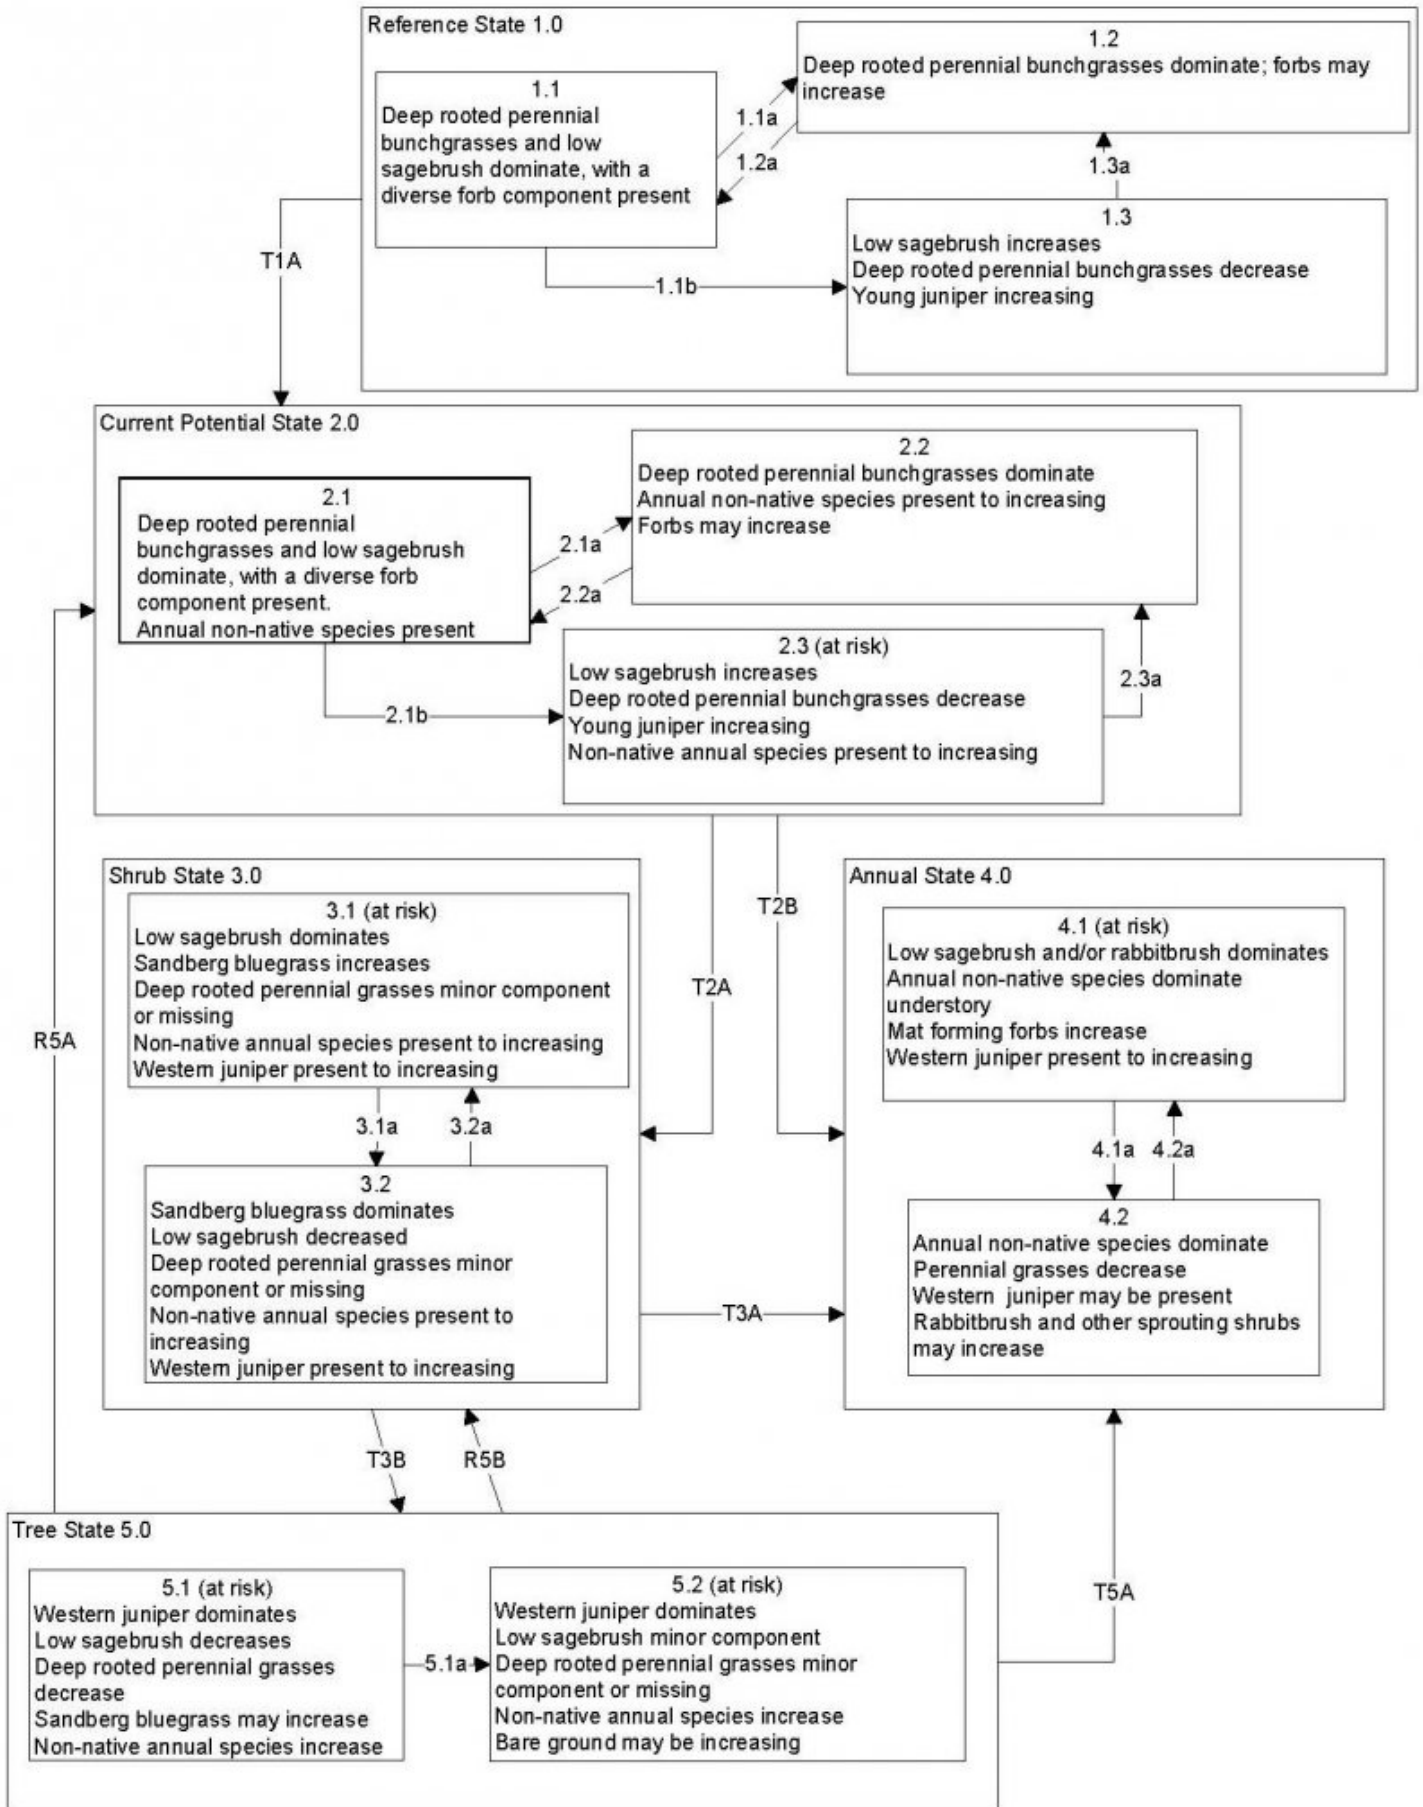 Reference State 1.0
1.1
Deep rooted perennial
bunchgrasses and low
sagebrush dominate, with a
diverse forb component present
1.1a
1.2a
1.2
Deep rooted perennial bunchgrasses dominate; forbs may
increase
1.3a
1.3
Low sagebrush increases
Deep rooted perennial bunchgrasses decrease
Young juniper increasing
1.1b
T1A
Current Potential State 2.0
2.1
Deep rooted perennial
bunchgrasses and low sagebrush
dominate, with a diverse forb
component present.
Annual non-native species present
2.1a
2.2a
2.2
Deep rooted perennial bunchgrasses dominate
Annual non-native species present to increasing
Forbs may increase
2.3 (at risk)
Low sagebrush increases
Deep rooted perennial bunchgrasses decrease
Young juniper increasing
Non-native annual species present to increasing
2.3a
2.1b
Shrub State 3.0
3.1 (at risk)
Low sagebrush dominates
Sandberg bluegrass increases
Deep rooted perennial grasses minor component
or missing
Non-native annual species present to increasing
Western juniper present to increasing
3.1a
3.2a
3.2
Sandberg bluegrass dominates
Low sagebrush decreased
Deep rooted perennial grasses minor
component or missing
Non-native annual species present to
increasing
Western juniper present to increasing
T2A
T2B
Annual State 4.0
4.1 (at risk)
Low sagebrush and/or rabbitbrush dominates
Annual non-native species dominate
understory
Mat forming forbs increase
Western juniper present to increasing
4.1a
4.2a
4.2
Annual non-native species dominate
Perennial grasses decrease
Western juniper may be present
Rabbitbrush and other sprouting shrubs
may increase
T3A
R5A
T3B
R5B
Tree State 5.0
5.1 (at risk)
Western juniper dominates
Low sagebrush decreases
Deep rooted perennial grasses
decrease
Sandberg bluegrass may increase
Non-native annual species increase
5.1a
5.2 (at risk)
Western juniper dominates
Low sagebrush minor component
Deep rooted perennial grasses minor
component or missing
Non-native annual species increase
Bare ground may be increasing
T5A